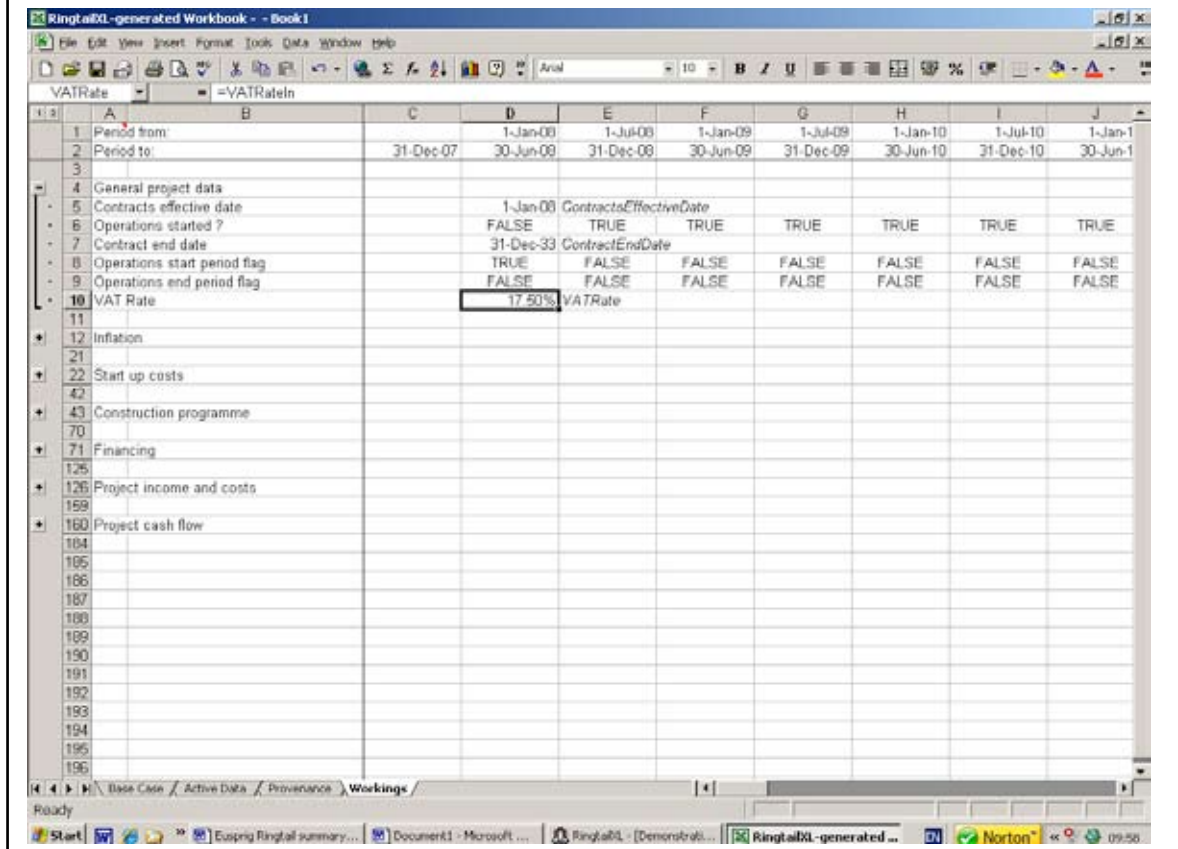 RingtailXL-generated Workbook - - Book1
File Edit View Insert Format Tools Data Window Help
Arial 10 B I U %
VATRate = =VATRateIn
1 2 A B C D E F G H I J
1 Period from: 1-Jan-08 1-Jul-08 1-Jan-09 1-Jul-09 1-Jan-10 1-Jul-10 1-Jan-1
2 Period to: 31-Dec-07 30-Jun-08 31-Dec-08 30-Jun-09 31-Dec-09 30-Jun-10 31-Dec-10 30-Jun-1
3
4 General project data
5 Contracts effective date 1-Jan-08 ContractsEffectiveDate
6 Operations started ? FALSE TRUE TRUE TRUE TRUE TRUE TRUE
7 Contract end date 31-Dec-33 ContractEndDate
8 Operations start period flag TRUE FALSE FALSE FALSE FALSE FALSE FALSE
9 Operations end period flag FALSE FALSE FALSE FALSE FALSE FALSE FALSE
10 VAT Rate 17.50% VATRate
11
12 Inflation
21
22 Start up costs
42
43 Construction programme
70
71 Financing
125
126 Project income and costs
159
160 Project cash flow
184
185
186
187
188
189
190
191
192
193
194
195
196
Base Case / Active Data / Provenance \ Workings /
Ready
Start » Eusprig Ringtail summary... Document1 - Microsoft ... RingtailXL - [Demonstrati... RingtailXL-generated ... EN Norton™ « 09:58